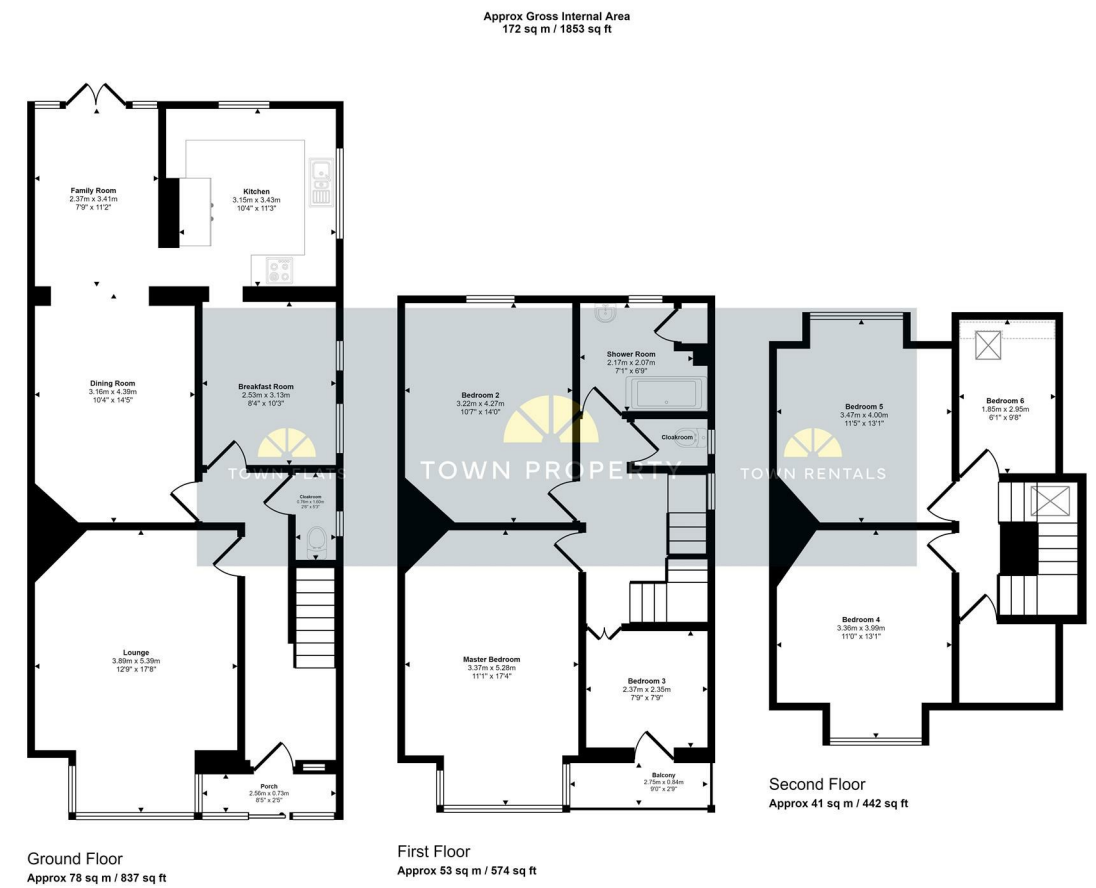 Approx Gross Internal Area
172 sq m / 1853 sq ft
Family Room
2.37m x 3.41m
7'9" x 11'2"
Kitchen
3.15m x 3.43m
10'4" x 11'3"
Dining Room
3.16m x 4.39m
10'4" x 14'5"
Breakfast Room
2.53m x 3.13m
8'4" x 10'3"
Cloakroom
0.76m x 1.60m
2'6" x 5'3"
Lounge
3.89m x 5.39m
12'9" x 17'8"
Porch
2.56m x 0.73m
8'5" x 2'5"
Ground Floor
Approx 78 sq m / 837 sq ft
Bedroom 2
3.22m x 4.27m
10'7" x 14'0"
Shower Room
2.17m x 2.07m
7'1" x 6'9"
Cloakroom
Master Bedroom
3.37m x 5.28m
11'1" x 17'4"
Bedroom 3
2.37m x 2.35m
7'9" x 7'9"
Balcony
2.75m x 0.84m
9'0" x 2'9"
First Floor
Approx 53 sq m / 574 sq ft
Bedroom 5
3.47m x 4.00m
11'5" x 13'1"
Bedroom 6
1.85m x 2.95m
6'1" x 9'8"
Bedroom 4
3.36m x 3.99m
11'0" x 13'1"
Second Floor
Approx 41 sq m / 442 sq ft
TOWN FLATS
TOWN PROPERTY
TOWN RENTALS